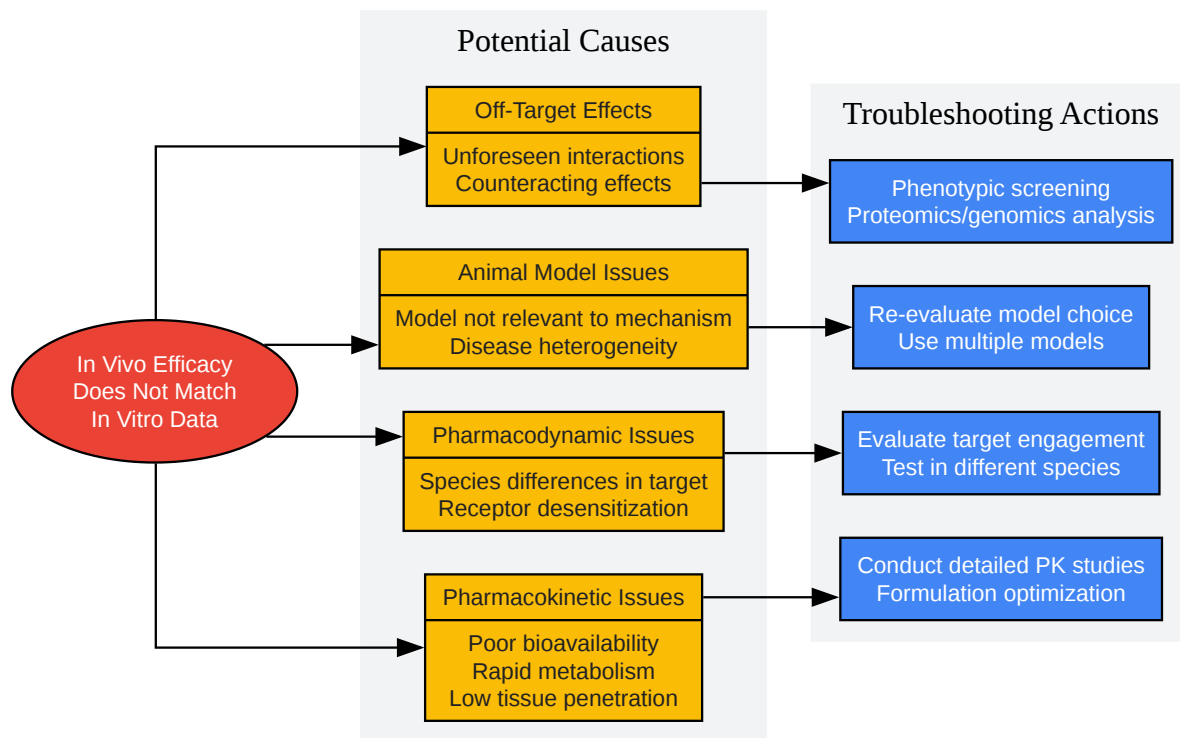 Potential Causes
Troubleshooting Actions
In Vivo Efficacy
Does Not Match
In Vitro Data
Off-Target Effects
Unforeseen interactions
Counteracting effects
Phenotypic screening
Proteomics/genomics analysis
Animal Model Issues
Model not relevant to mechanism
Disease heterogeneity
Re-evaluate model choice
Use multiple models
Pharmacodynamic Issues
Species differences in target
Receptor desensitization
Evaluate target engagement
Test in different species
Pharmacokinetic Issues
Poor bioavailability
Rapid metabolism
Low tissue penetration
Conduct detailed PK studies
Formulation optimization